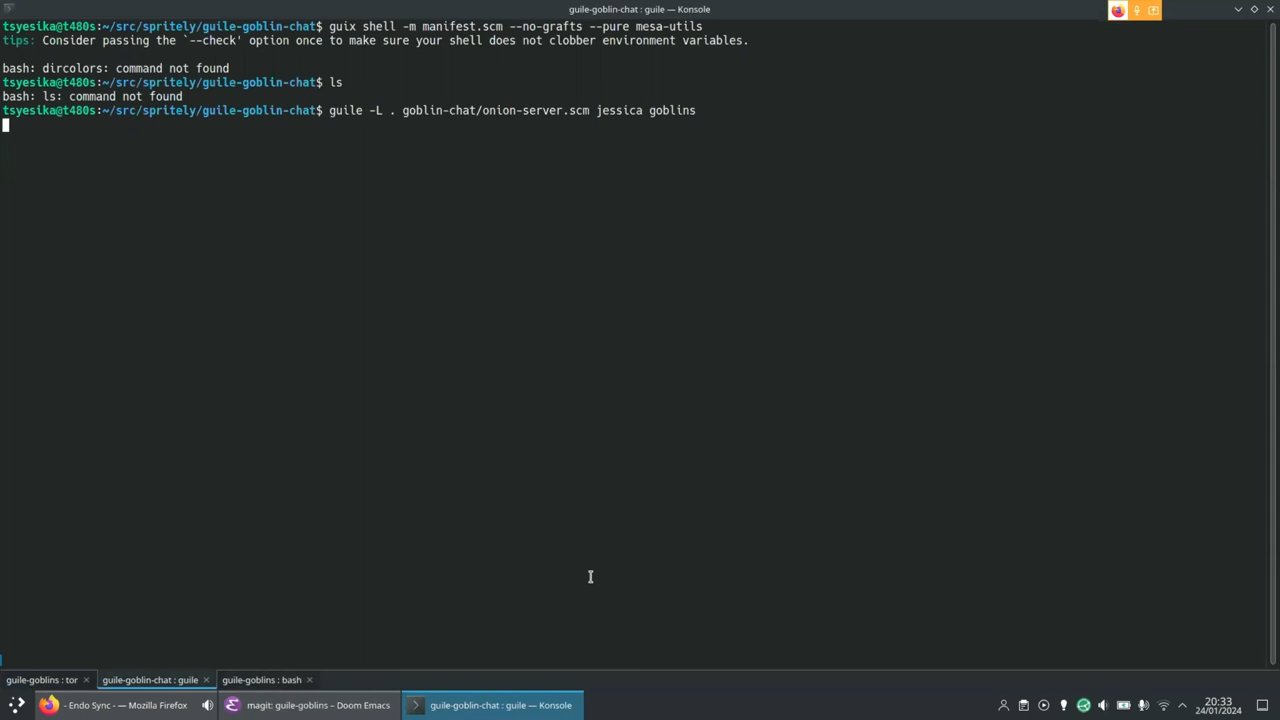 guile-goblin-chat : guile — Konsole
tsyesika@t480s:~/src/spritely/guile-goblin-chat$ guix shell -m manifest.scm --no-grafts --pure mesa-utils
tips: Consider passing the `--check' option once to make sure your shell does not clobber environment variables.
bash: dircolors: command not found
tsyesika@t480s:~/src/spritely/guile-goblin-chat$ ls
bash: ls: command not found
tsyesika@t480s:~/src/spritely/guile-goblin-chat$ guile -L . goblin-chat/onion-server.scm jessica goblins
guile-goblins : tor
guile-goblin-chat : guile
guile-goblins : bash
- Endo Sync - — Mozilla Firefox
magit: guile-goblins – Doom Emacs
guile-goblin-chat : guile — Konsole
20:33
24/01/2024